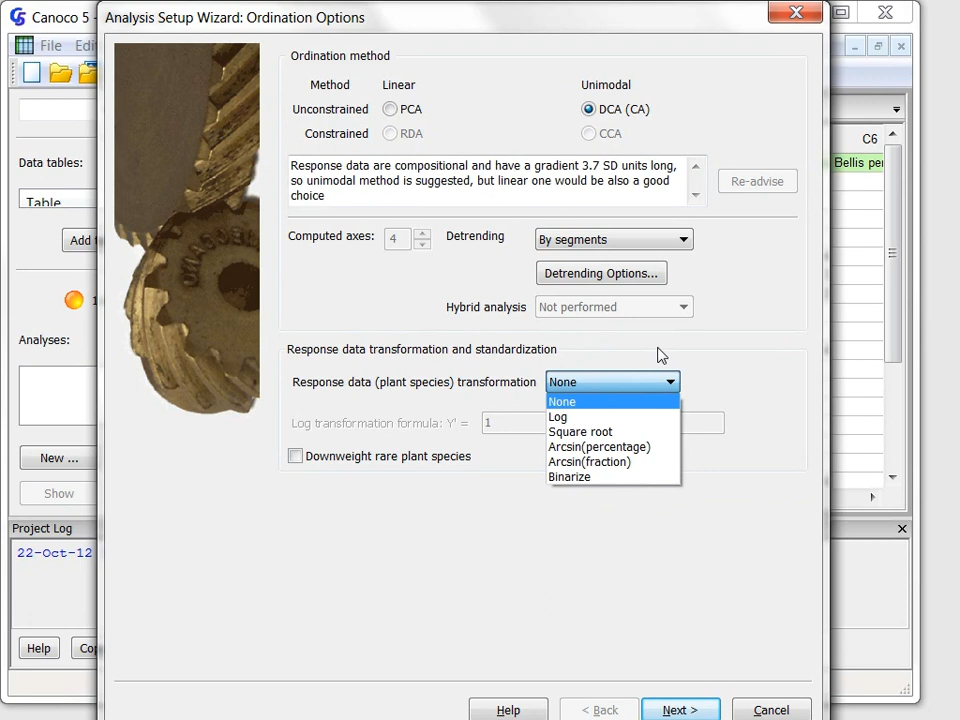 Canoco 5 -
Analysis Setup Wizard: Ordination Options
File Edi
Ordination method
Method Linear Unimodal
Unconstrained PCA DCA (CA)
Constrained RDA CCA
C6
Data tables:
Bellis per
Response data are compositional and have a gradient 3.7 SD units long,
so unimodal method is suggested, but linear one would be also a good
choice
Re-advise
Table
Add
Computed axes: 4 Detrending By segments
Detrending Options...
1
Hybrid analysis Not performed
Analyses:
Response data transformation and standardization
Response data (plant species) transformation None
None
Log transformation formula: Y' = 1
Log
Square root
Arcsin(percentage)
Arcsin(fraction)
Binarize
New ...
Downweight rare plant species
Show
Project Log
22-Oct-12
Help Cop
Help < Back Next > Cancel